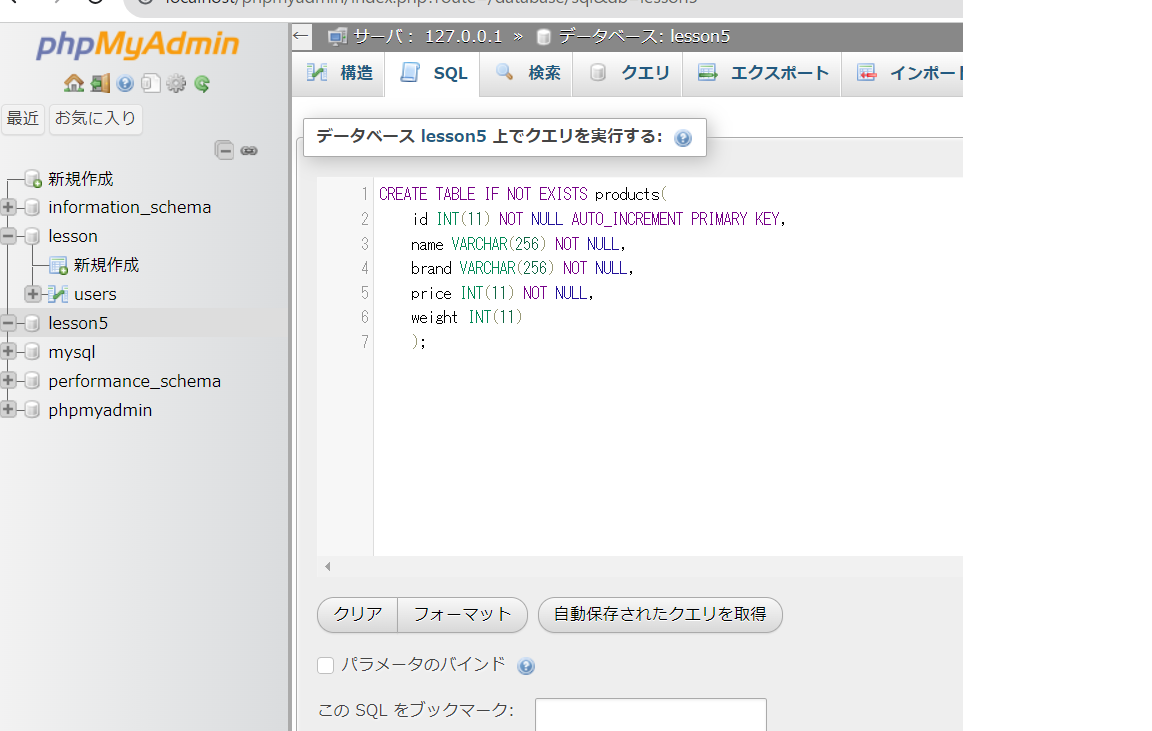 localhost/phpmyadmin/index.php?route=/database/sql&db=lesson5
phpMyAdmin
最近 お気に入り
新規作成
information_schema
lesson
新規作成
users
lesson5
mysql
performance_schema
phpmyadmin
← サーバ： 127.0.0.1 » データベース: lesson5
構造 SQL 検索 クエリ エクスポート インポート
データベース lesson5 上でクエリを実行する:
1 CREATE TABLE IF NOT EXISTS products(
2 id INT(11) NOT NULL AUTO_INCREMENT PRIMARY KEY,
3 name VARCHAR(256) NOT NULL,
4 brand VARCHAR(256) NOT NULL,
5 price INT(11) NOT NULL,
6 weight INT(11)
7 );
クリア フォーマット 自動保存されたクエリを取得
パラメータのバインド
この SQL をブックマーク: